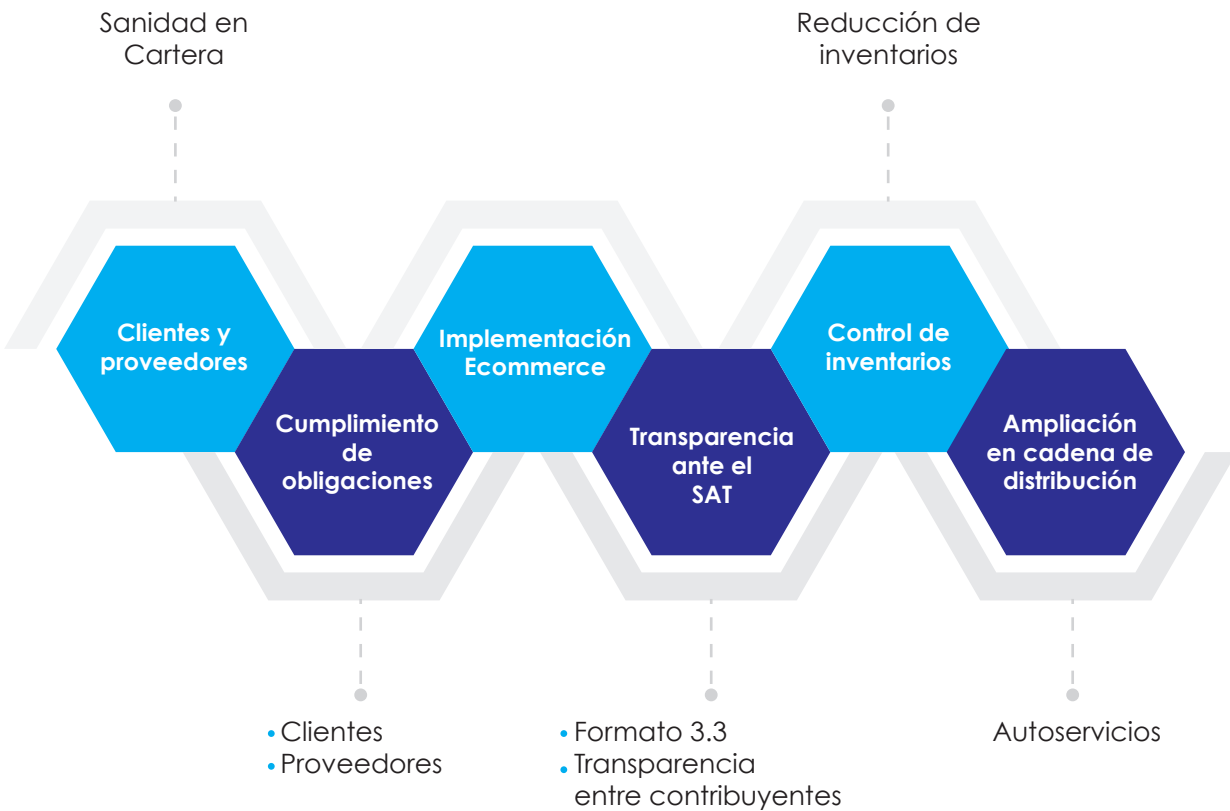 Sanidad en
Cartera
Reducción de
inventarios
Clientes y
proveedores
Implementación
Ecommerce
Control de
inventarios
Cumplimiento
de
obligaciones
Transparencia
ante el
SAT
Ampliación
en cadena de
distribución
• Clientes
• Proveedores
• Formato 3.3
• Transparencia
entre contribuyentes
Autoservicios